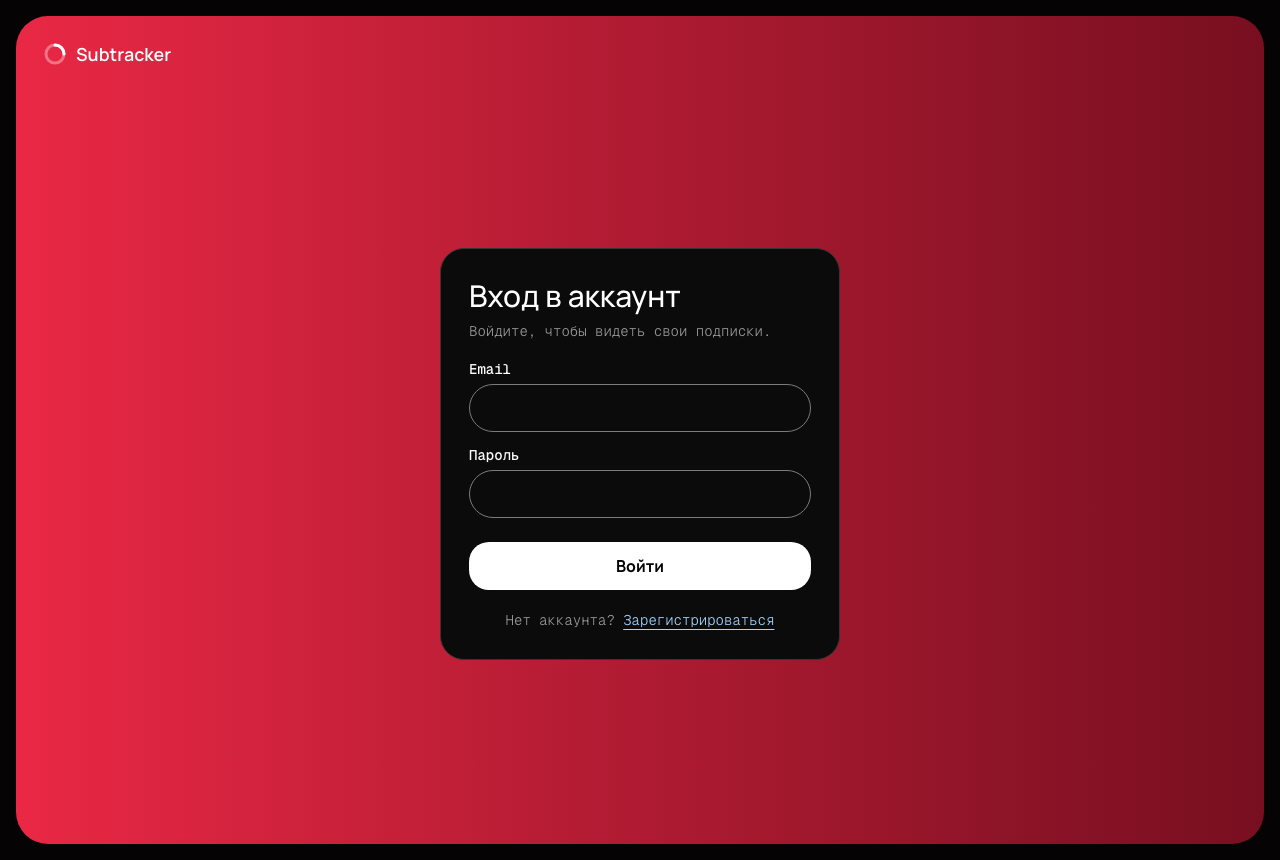 Subtracker
Вход в аккаунт
Войдите, чтобы видеть свои подписки.
Email
Пароль
Войти
Нет аккаунта? Зарегистрироваться